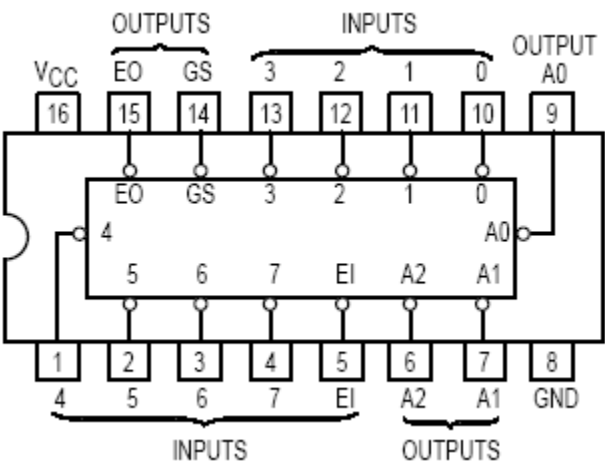 OUTPUTS INPUTS OUTPUT
VCC EO GS 3 2 1 0 A0
16 15 14 13 12 11 10 9
EO GS 3 2 1 0
4 A0
5 6 7 EI A2 A1
1 2 3 4 5 6 7 8
4 5 6 7 EI A2 A1 GND
INPUTS OUTPUTS